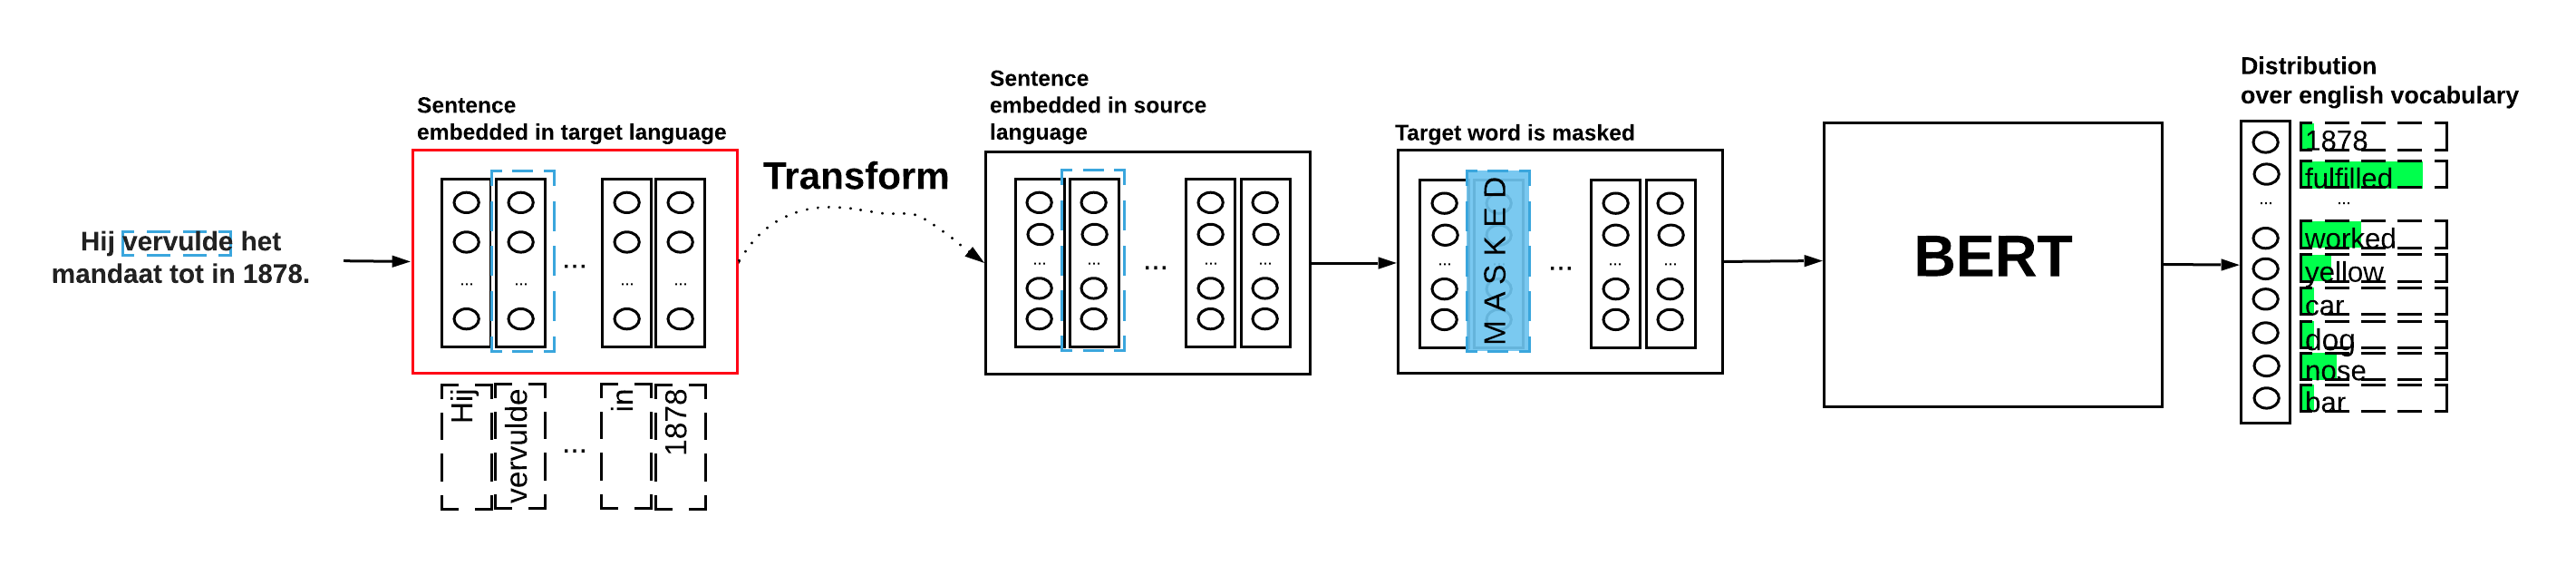 Hij vervulde het
mandaat tot in 1878.
Sentence
embedded in target language
...
...
...
...
...
Hij
vervulde
...
in
1878
Transform
Sentence
embedded in source
language
...
...
...
...
...
Target word is masked
...
MASKED
...
...
...
BERT
Distribution
over english vocabulary
1878
fulfilled
... ...
worked
yellow
car
dog
nose
bar